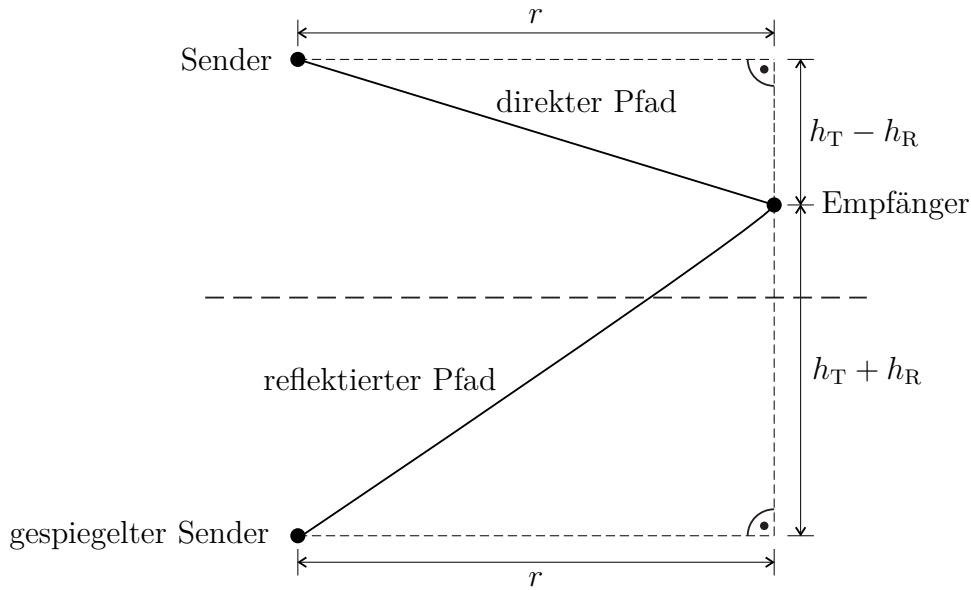 r
Sender
direkter Pfad
h_T − h_R
Empfänger
reflektierter Pfad
h_T + h_R
gespiegelter Sender
r